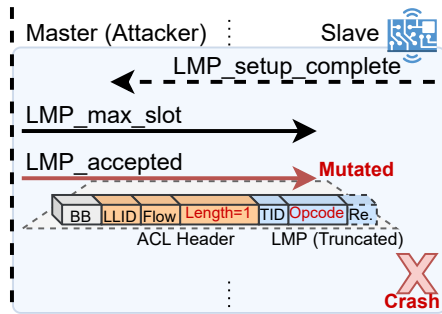 Master (Attacker) Slave
LMP_setup_complete
LMP_max_slot
LMP_accepted
Mutated
BB LLID Flow Length=1 TID Opcode Re.
ACL Header LMP (Truncated)
Crash